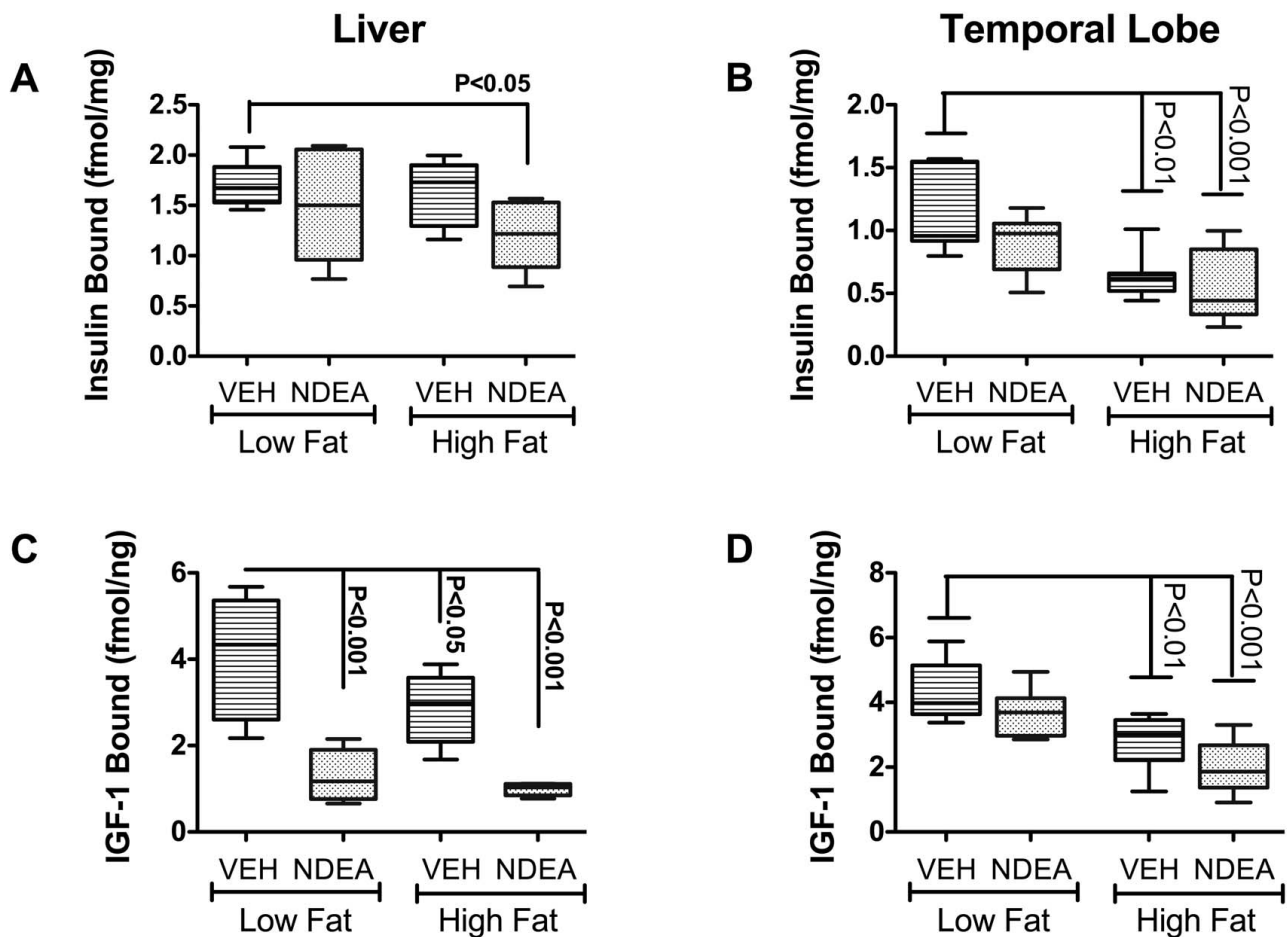 Liver
Temporal Lobe
A
Insulin Bound (fmol/mg)
2.5
2.0
1.5
1.0
0.5
0.0
P<0.05
VEH NDEA VEH NDEA
Low Fat High Fat
B
Insulin Bound (fmol/mg)
2.0
1.5
1.0
0.5
0.0
P<0.01
P<0.001
VEH NDEA VEH NDEA
Low Fat High Fat
C
IGF-1 Bound (fmol/ng)
6
4
2
0
P<0.001
P<0.05
P<0.001
VEH NDEA VEH NDEA
Low Fat High Fat
D
IGF-1 Bound (fmol/ng)
8
6
4
2
0
P<0.01
P<0.001
VEH NDEA VEH NDEA
Low Fat High Fat